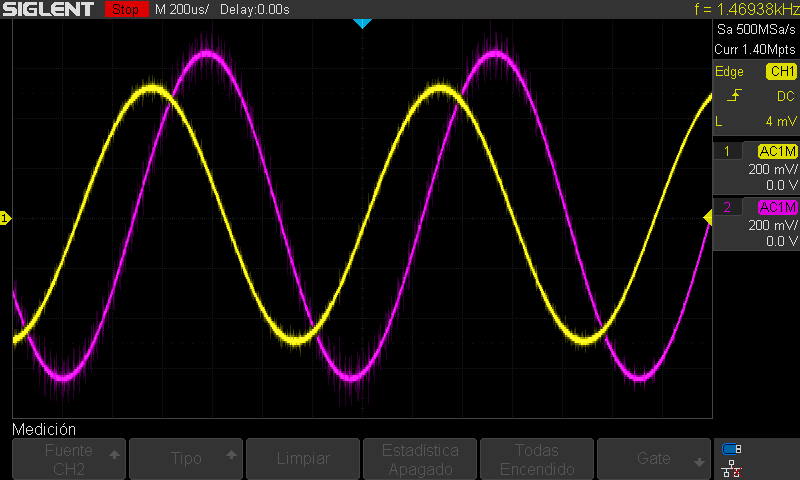 SIGLENT Stop M 200us/ Delay:0.00s f = 1.46938kHz
Sa 500MSa/s
Curr 1.40Mpts
Edge CH1
DC
L 4 mV
1 AC1M
200 mV/
0.0 V
2 AC1M
200 mV/
0.0 V
1
Medición
Fuente CH2
Tipo
Limpiar
Estadística Apagado
Todas Encendido
Gate